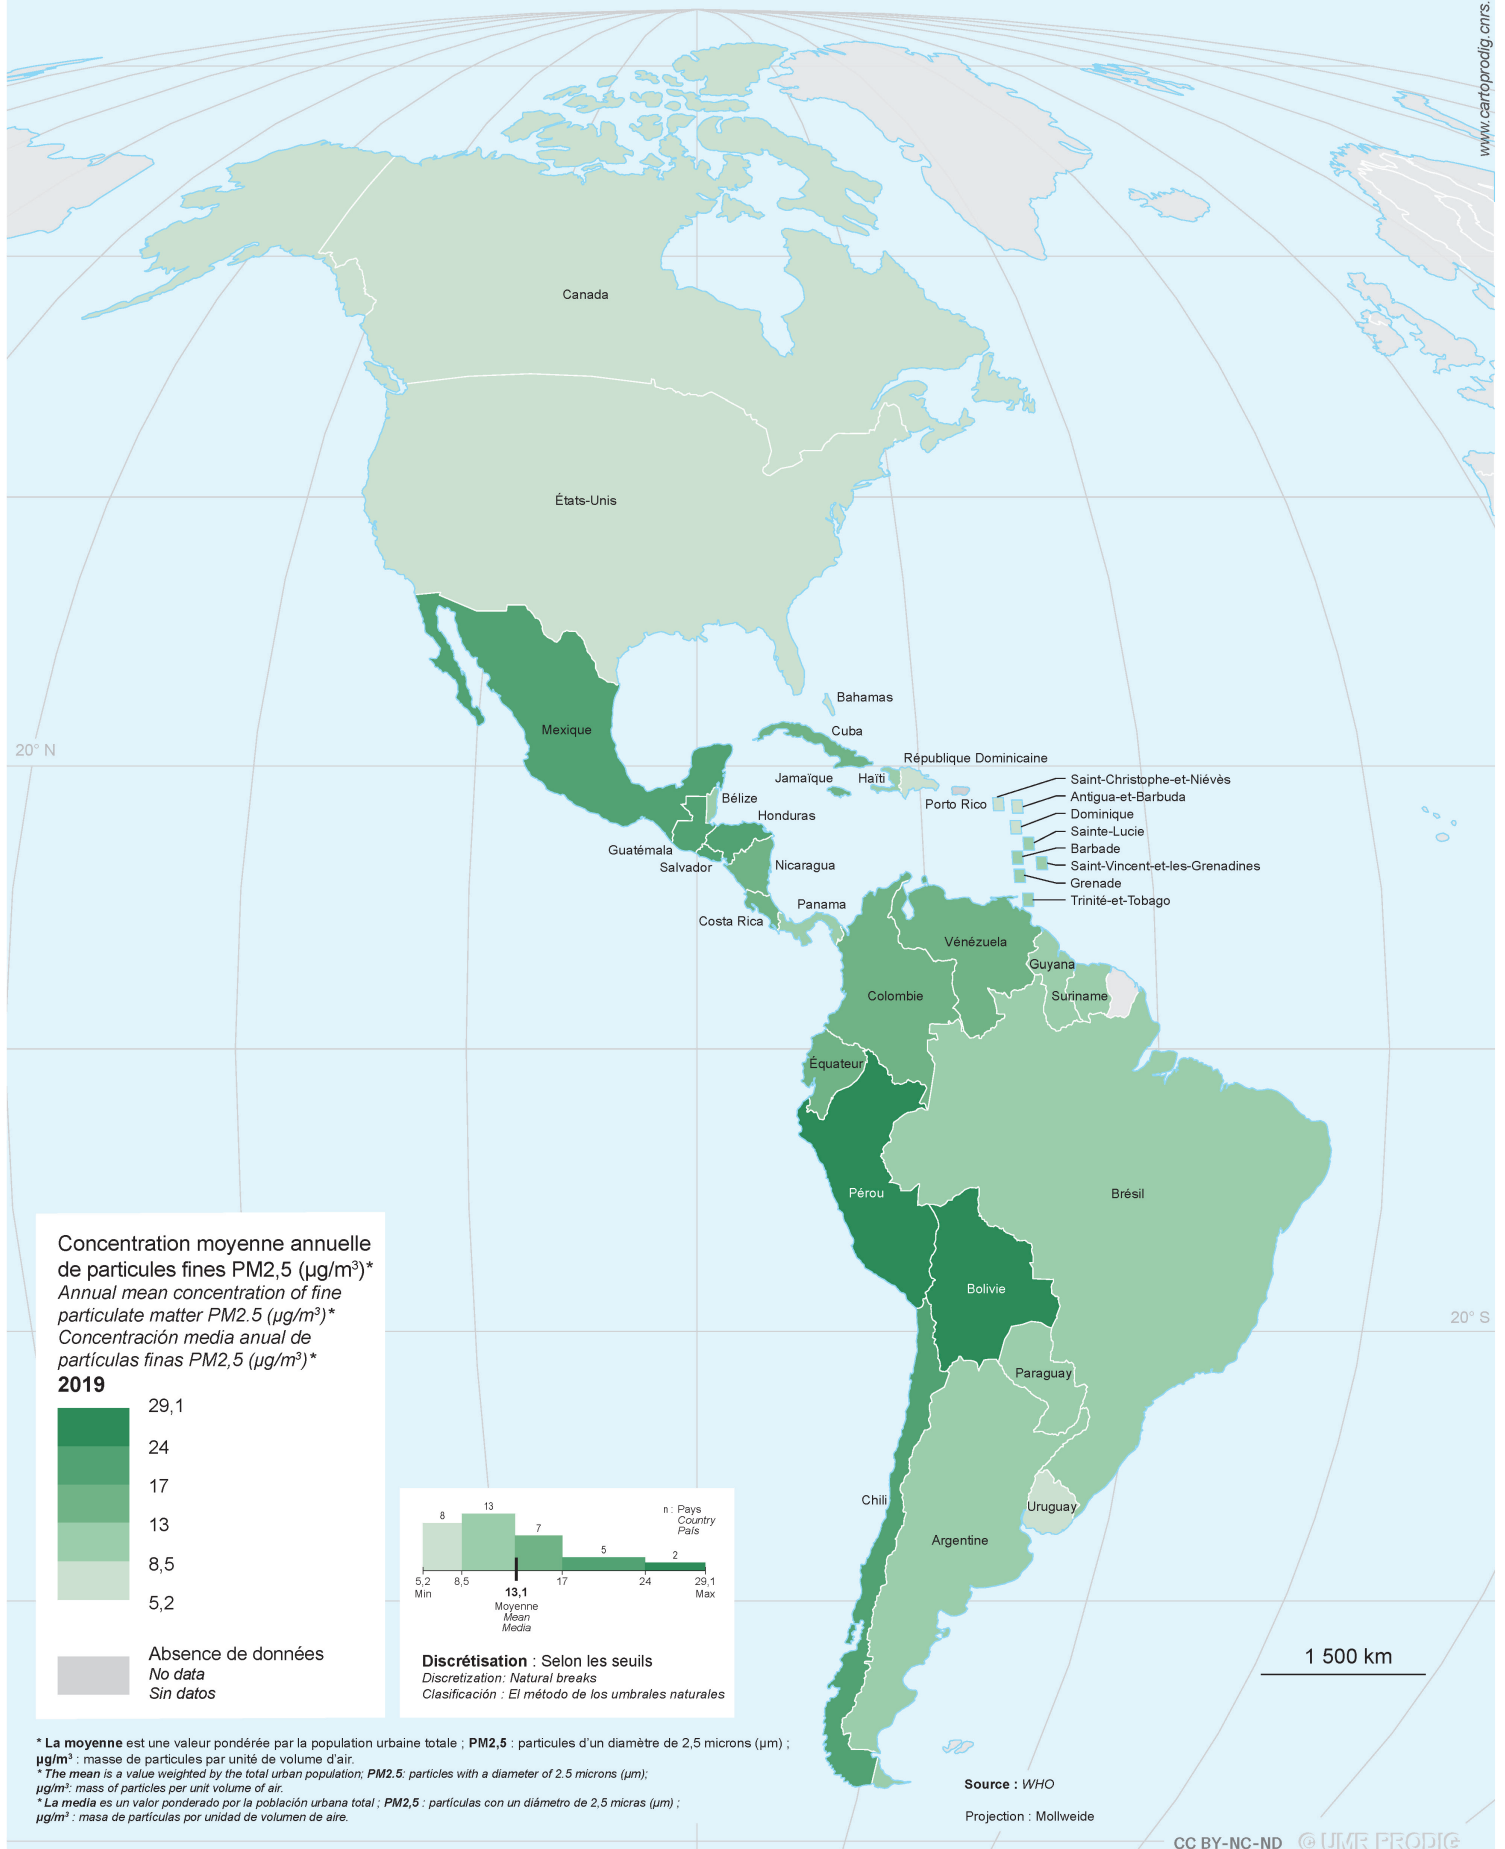 www.cartoprodig.cnrs.
Canada
États-Unis
Bahamas
Mexique
Cuba
20° N
République Dominicaine
Jamaïque
Haïti
Saint-Christophe-et-Niévès
Bélize
Antigua-et-Barbuda
Porto Rico
Honduras
Dominique
Sainte-Lucie
Guatémala
Barbade
Salvador
Nicaragua
Saint-Vincent-et-les-Grenadines
Grenade
Trinité-et-Tobago
Panama
Costa Rica
Vénézuela
Guyana
Colombie
Suriname
Équateur
Pérou
Brésil
Bolivie
20° S
Paraguay
Chili
Uruguay
Argentine
Concentration moyenne annuelle
de particules fines PM2,5 (µg/m³)*
Annual mean concentration of fine
particulate matter PM2.5 (µg/m³)*
Concentración media anual de
partículas finas PM2,5 (µg/m³)*
2019
29,1
24
17
13
8,5
5,2
Absence de données
No data
Sin datos
n : Pays
Country
País
8
13
7
5
2
5,2
Min
8,5
13,1
Moyenne
Mean
Media
17
24
29,1
Max
Discrétisation : Selon les seuils
Discretization: Natural breaks
Clasificación : El método de los umbrales naturales
1 500 km
* La moyenne est une valeur pondérée par la population urbaine totale ; PM2,5 : particules d'un diamètre de 2,5 microns (µm) ;
µg/m³ : masse de particules par unité de volume d'air.
* The mean is a value weighted by the total urban population; PM2.5: particles with a diameter of 2.5 microns (µm);
µg/m³: mass of particles per unit volume of air.
* La media es un valor ponderado por la población urbana total ; PM2,5 : partículas con un diámetro de 2,5 micras (µm) ;
µg/m³ : masa de partículas por unidad de volumen de aire.
Source : WHO
Projection : Mollweide
CC BY-NC-ND © UMR PRODIG